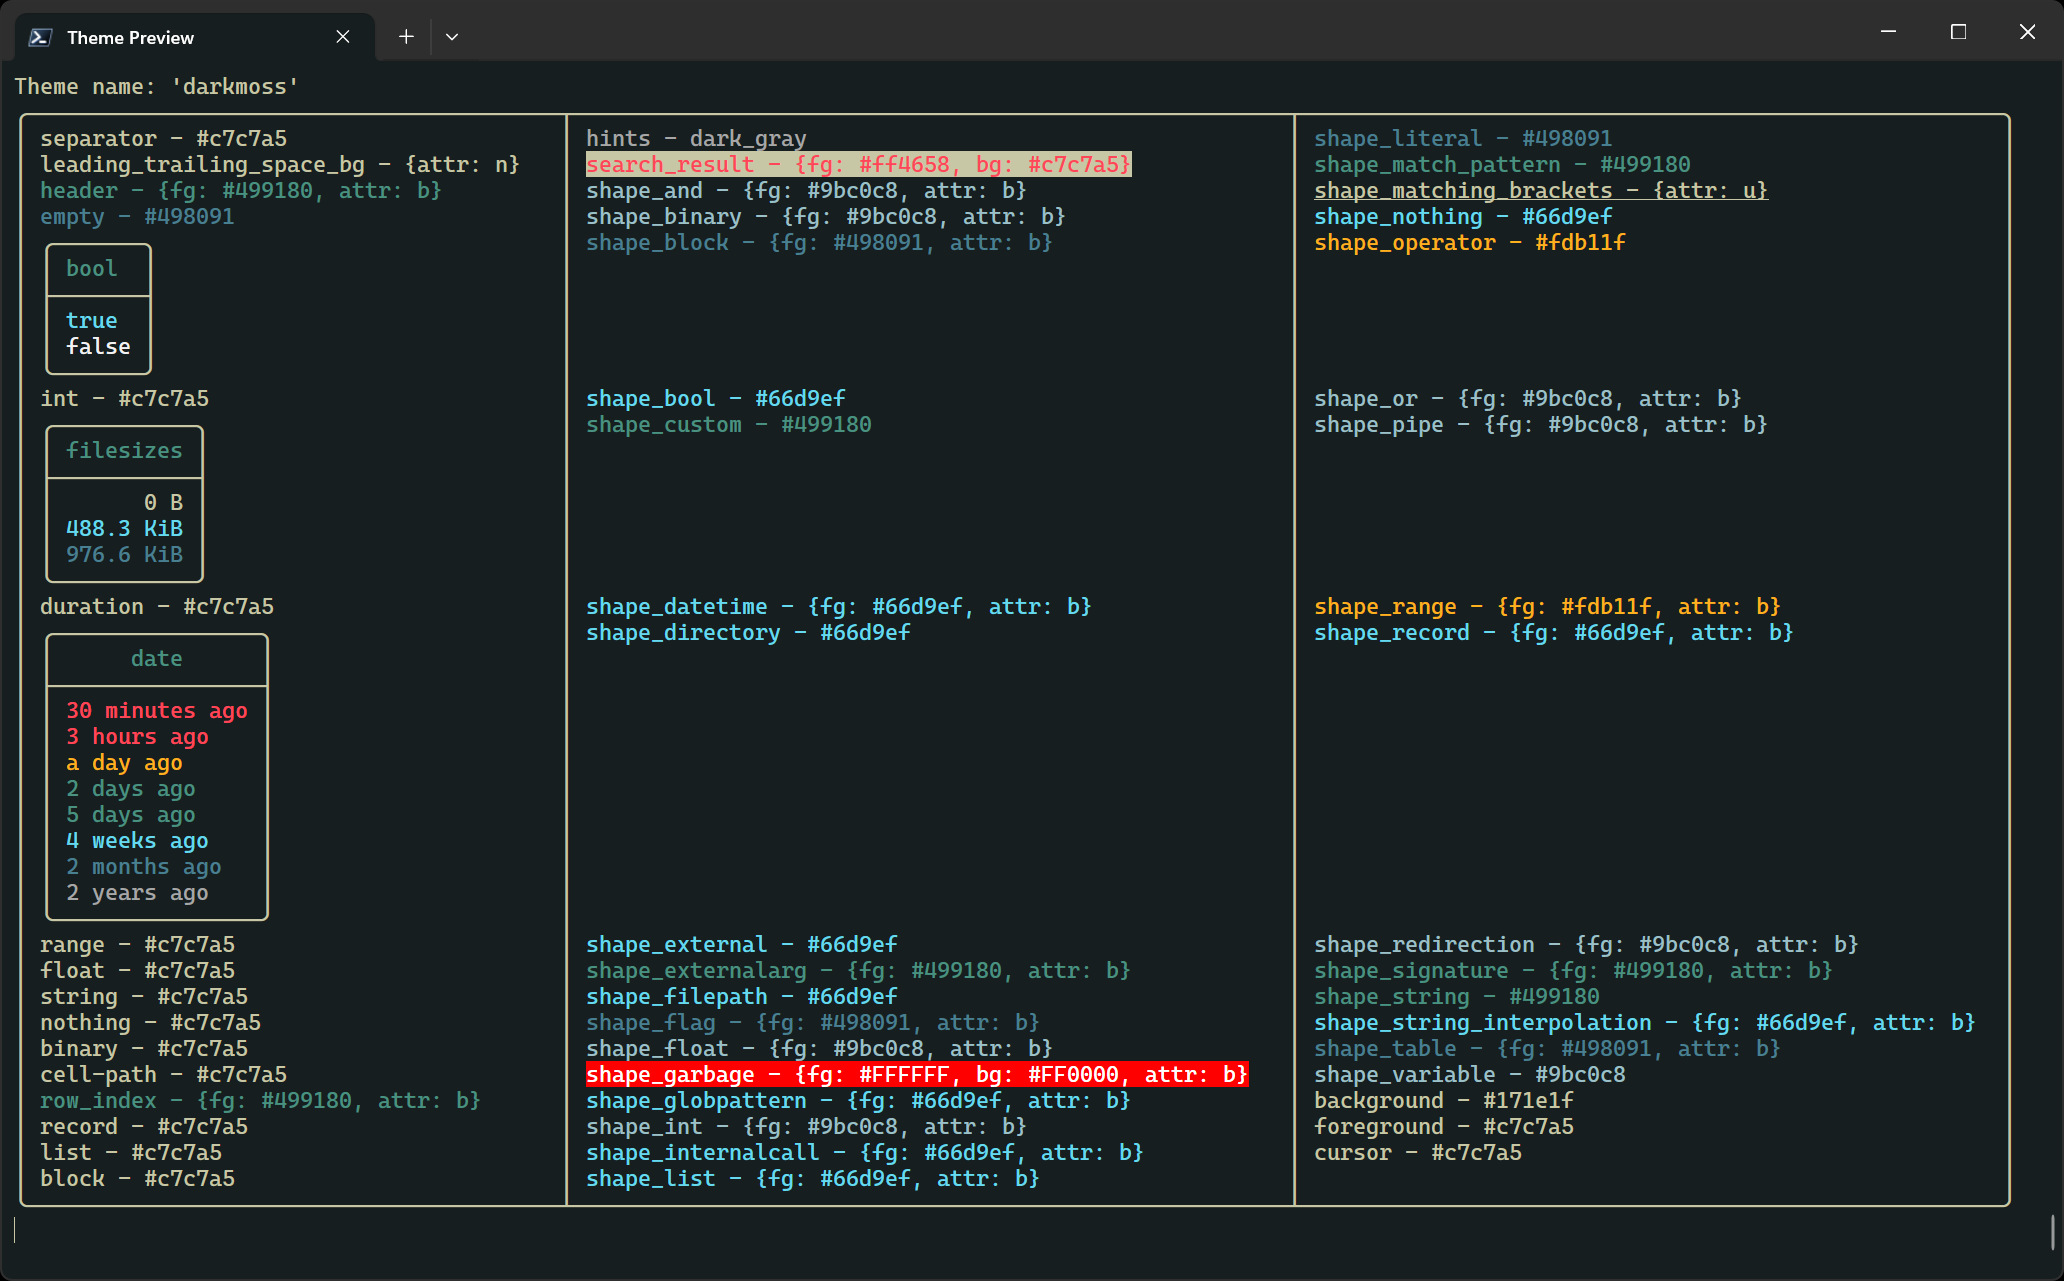 Theme Preview
Theme name: 'darkmoss'
separator - #c7c7a5
leading_trailing_space_bg - {attr: n}
header - {fg: #499180, attr: b}
empty - #498091
bool
true
false
int - #c7c7a5
filesizes
0 B
488.3 KiB
976.6 KiB
duration - #c7c7a5
date
30 minutes ago
3 hours ago
a day ago
2 days ago
5 days ago
4 weeks ago
2 months ago
2 years ago
range - #c7c7a5
float - #c7c7a5
string - #c7c7a5
nothing - #c7c7a5
binary - #c7c7a5
cell-path - #c7c7a5
row_index - {fg: #499180, attr: b}
record - #c7c7a5
list - #c7c7a5
block - #c7c7a5
hints - dark_gray
search_result - {fg: #ff4658, bg: #c7c7a5}
shape_and - {fg: #9bc0c8, attr: b}
shape_binary - {fg: #9bc0c8, attr: b}
shape_block - {fg: #498091, attr: b}
shape_bool - #66d9ef
shape_custom - #499180
shape_datetime - {fg: #66d9ef, attr: b}
shape_directory - #66d9ef
shape_external - #66d9ef
shape_externalarg - {fg: #499180, attr: b}
shape_filepath - #66d9ef
shape_flag - {fg: #498091, attr: b}
shape_float - {fg: #9bc0c8, attr: b}
shape_garbage - {fg: #FFFFFF, bg: #FF0000, attr: b}
shape_globpattern - {fg: #66d9ef, attr: b}
shape_int - {fg: #9bc0c8, attr: b}
shape_internalcall - {fg: #66d9ef, attr: b}
shape_list - {fg: #66d9ef, attr: b}
shape_literal - #498091
shape_match_pattern - #499180
shape_matching_brackets - {attr: u}
shape_nothing - #66d9ef
shape_operator - #fdb11f
shape_or - {fg: #9bc0c8, attr: b}
shape_pipe - {fg: #9bc0c8, attr: b}
shape_range - {fg: #fdb11f, attr: b}
shape_record - {fg: #66d9ef, attr: b}
shape_redirection - {fg: #9bc0c8, attr: b}
shape_signature - {fg: #499180, attr: b}
shape_string - #499180
shape_string_interpolation - {fg: #66d9ef, attr: b}
shape_table - {fg: #498091, attr: b}
shape_variable - #9bc0c8
background - #171e1f
foreground - #c7c7a5
cursor - #c7c7a5